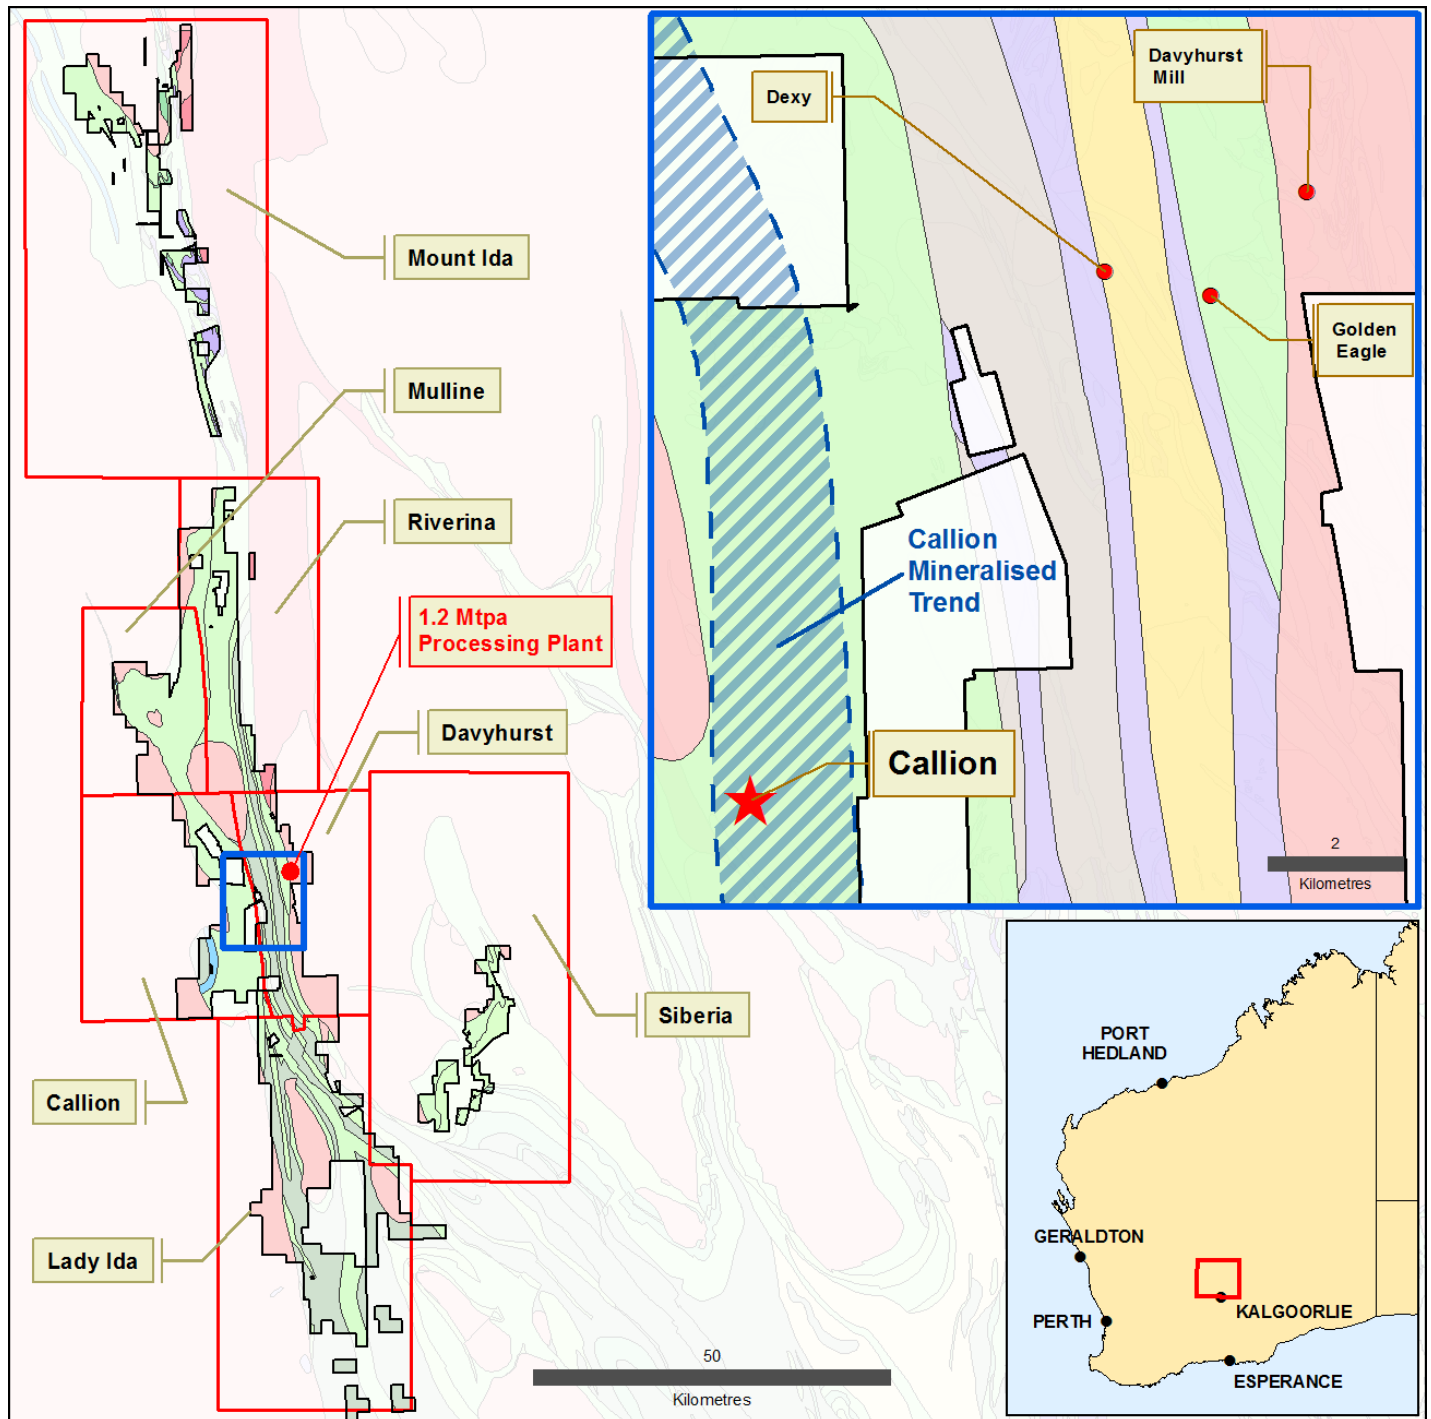 Mount Ida
Mulline
Riverina
1.2 Mtpa
Processing Plant
Davyhurst
Siberia
Callion
Lady Ida
50
Kilometres
Dexy
Davyhurst
Mill
Golden
Eagle
Callion
Mineralised
Trend
Callion
2
Kilometres
PORT
HEDLAND
GERALDTON
PERTH
KALGOORLIE
ESPERANCE